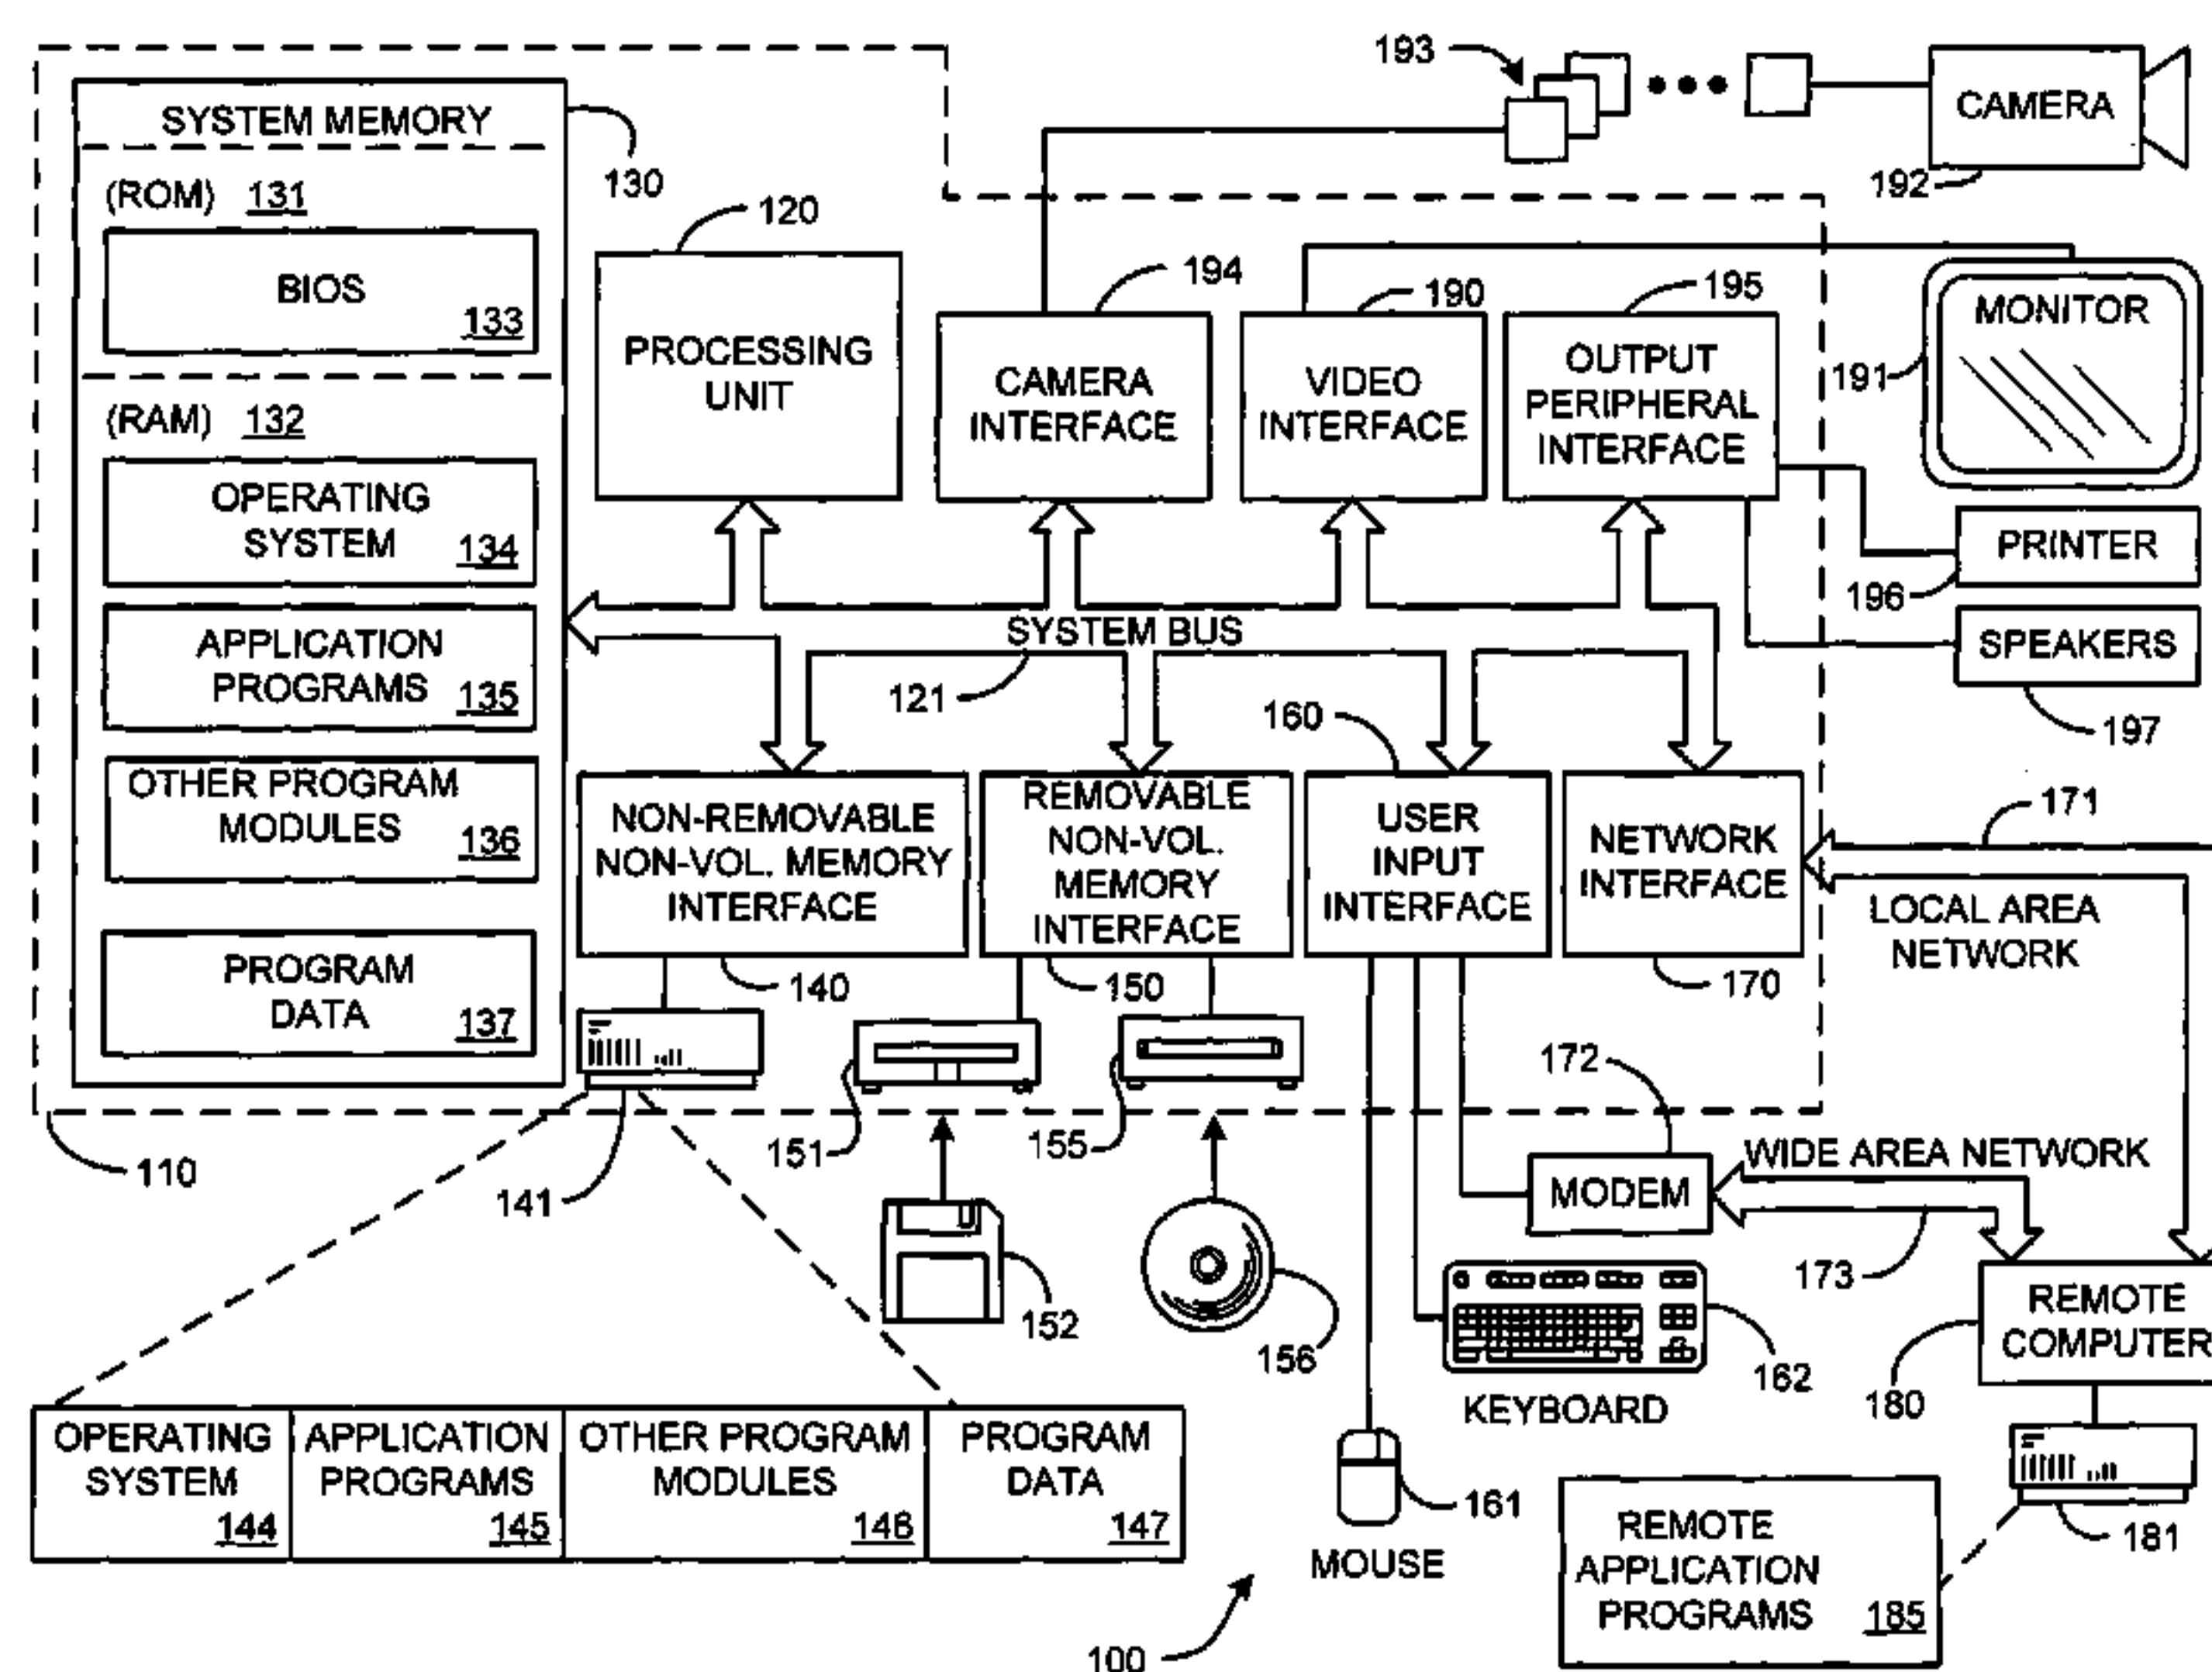 193
CAMERA
192
SYSTEM MEMORY
130
(ROM) 131
BIOS
133
120
PROCESSING
UNIT
194
CAMERA
INTERFACE
190
VIDEO
INTERFACE
195
OUTPUT
PERIPHERAL
INTERFACE
MONITOR
191
(RAM) 132
OPERATING
SYSTEM
134
APPLICATION
PROGRAMS
135
OTHER PROGRAM
MODULES
136
PROGRAM
DATA
137
PRINTER
196
SPEAKERS
197
SYSTEM BUS
121
NON-REMOVABLE
NON-VOL. MEMORY
INTERFACE
140
REMOVABLE
NON-VOL.
MEMORY
INTERFACE
150
160
USER
INPUT
INTERFACE
NETWORK
INTERFACE
170
171
LOCAL AREA
NETWORK
110
141
151
152
155
156
172
MODEM
WIDE AREA NETWORK
173
REMOTE
COMPUTER
180
181
162
KEYBOARD
161
MOUSE
OPERATING
SYSTEM
144
APPLICATION
PROGRAMS
145
OTHER PROGRAM
MODULES
146
PROGRAM
DATA
147
REMOTE
APPLICATION
PROGRAMS
185
100